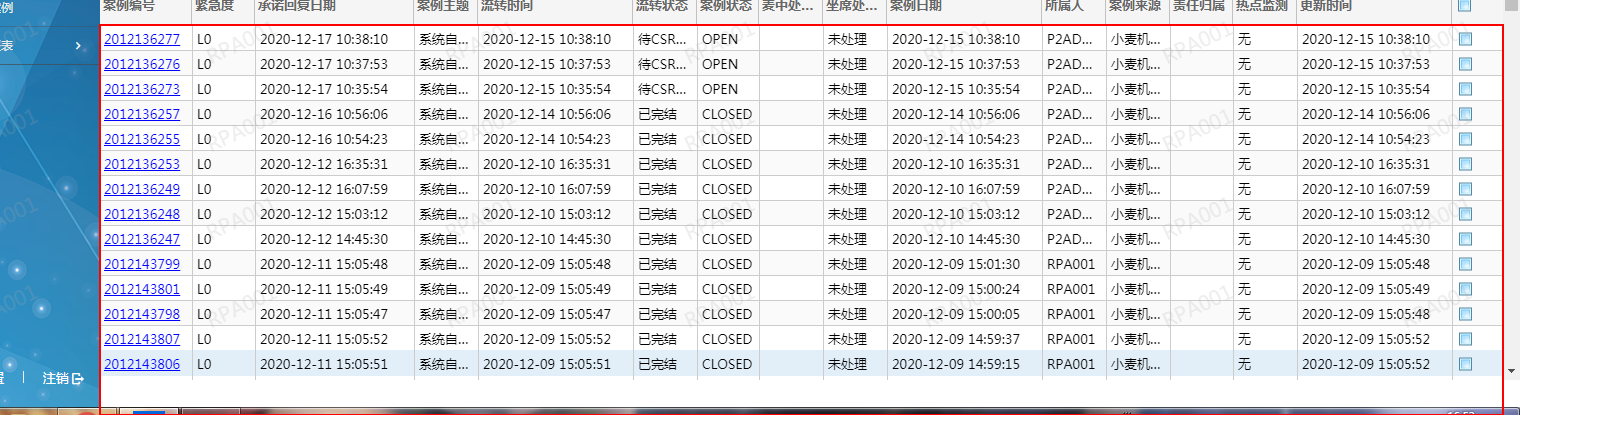 案例编号 紧急度 承诺回复日期 案例主题 流转时间 流转状态 案例状态 麦中处... 坐席处... 案例日期 所属人 案例来源 责任归属 热点监测 更新时间
2012136277 L0 2020-12-17 10:38:10 系统自... 2020-12-15 10:38:10 待CSR... OPEN 未处理 2020-12-15 10:38:10 P2AD... 小麦机... 无 2020-12-15 10:38:10
2012136276 L0 2020-12-17 10:37:53 系统自... 2020-12-15 10:37:53 待CSR... OPEN 未处理 2020-12-15 10:37:53 P2AD... 小麦机... 无 2020-12-15 10:37:53
2012136273 L0 2020-12-17 10:35:54 系统自... 2020-12-15 10:35:54 待CSR... OPEN 未处理 2020-12-15 10:35:54 P2AD... 小麦机... 无 2020-12-15 10:35:54
2012136257 L0 2020-12-16 10:56:06 系统自... 2020-12-14 10:56:06 已完结 CLOSED 未处理 2020-12-14 10:56:06 P2AD... 小麦机... 无 2020-12-14 10:56:06
2012136255 L0 2020-12-16 10:54:23 系统自... 2020-12-14 10:54:23 已完结 CLOSED 未处理 2020-12-14 10:54:23 P2AD... 小麦机... 无 2020-12-14 10:54:23
2012136253 L0 2020-12-12 16:35:31 系统自... 2020-12-10 16:35:31 已完结 CLOSED 未处理 2020-12-10 16:35:31 P2AD... 小麦机... 无 2020-12-10 16:35:31
2012136249 L0 2020-12-12 16:07:59 系统自... 2020-12-10 16:07:59 已完结 CLOSED 未处理 2020-12-10 16:07:59 P2AD... 小麦机... 无 2020-12-10 16:07:59
2012136248 L0 2020-12-12 15:03:12 系统自... 2020-12-10 15:03:12 已完结 CLOSED 未处理 2020-12-10 15:03:12 P2AD... 小麦机... 无 2020-12-10 15:03:12
2012136247 L0 2020-12-12 14:45:30 系统自... 2020-12-10 14:45:30 已完结 CLOSED 未处理 2020-12-10 14:45:30 P2AD... 小麦机... 无 2020-12-10 14:45:30
2012143799 L0 2020-12-11 15:05:48 系统自... 2020-12-09 15:05:48 已完结 CLOSED 未处理 2020-12-09 15:01:30 RPA001 小麦机... 无 2020-12-09 15:05:48
2012143801 L0 2020-12-11 15:05:49 系统自... 2020-12-09 15:05:49 已完结 CLOSED 未处理 2020-12-09 15:00:24 RPA001 小麦机... 无 2020-12-09 15:05:49
2012143798 L0 2020-12-11 15:05:47 系统自... 2020-12-09 15:05:47 已完结 CLOSED 未处理 2020-12-09 15:00:05 RPA001 小麦机... 无 2020-12-09 15:05:48
2012143807 L0 2020-12-11 15:05:52 系统自... 2020-12-09 15:05:52 已完结 CLOSED 未处理 2020-12-09 14:59:37 RPA001 小麦机... 无 2020-12-09 15:05:52
2012143806 L0 2020-12-11 15:05:51 系统自... 2020-12-09 15:05:51 已完结 CLOSED 未处理 2020-12-09 14:59:15 RPA001 小麦机... 无 2020-12-09 15:05:52
例
表
注销
RPA001